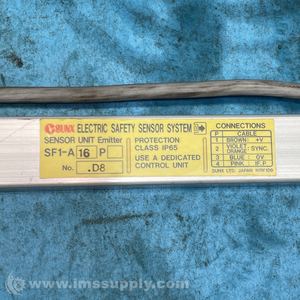 SUNX ELECTRIC SAFETY SENSOR SYSTEM
SENSOR UNIT Emitter
SF1-A 16 P
No. .D8
PROTECTION
CLASS IP65
USE A DEDICATED
CONTROL UNIT
CONNECTIONS
P CABLE
1 BROWN: +V
2 VIOLET/ORANGE: SYNC.
3 BLUE: 0V
4 PINK:
SUNX LTD. JAPAN
© www.imssupply.com